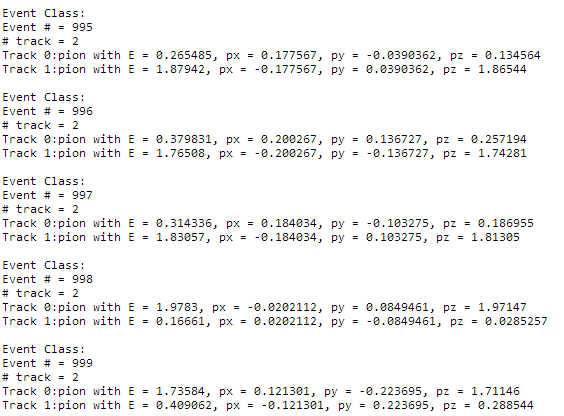 Event Class:
Event # = 995
# track = 2
Track 0:pion with E = 0.265485, px = 0.177567, py = -0.0390362, pz = 0.134564
Track 1:pion with E = 1.87942, px = -0.177567, py = 0.0390362, pz = 1.86544
Event Class:
Event # = 996
# track = 2
Track 0:pion with E = 0.379831, px = 0.200267, py = 0.136727, pz = 0.257194
Track 1:pion with E = 1.76508, px = -0.200267, py = -0.136727, pz = 1.74281
Event Class:
Event # = 997
# track = 2
Track 0:pion with E = 0.314336, px = 0.184034, py = -0.103275, pz = 0.186955
Track 1:pion with E = 1.83057, px = -0.184034, py = 0.103275, pz = 1.81305
Event Class:
Event # = 998
# track = 2
Track 0:pion with E = 1.9783, px = -0.0202112, py = 0.0849461, pz = 1.97147
Track 1:pion with E = 0.16661, px = 0.0202112, py = -0.0849461, pz = 0.0285257
Event Class:
Event # = 999
# track = 2
Track 0:pion with E = 1.73584, px = 0.121301, py = -0.223695, pz = 1.71146
Track 1:pion with E = 0.409062, px = -0.121301, py = 0.223695, pz = 0.288544